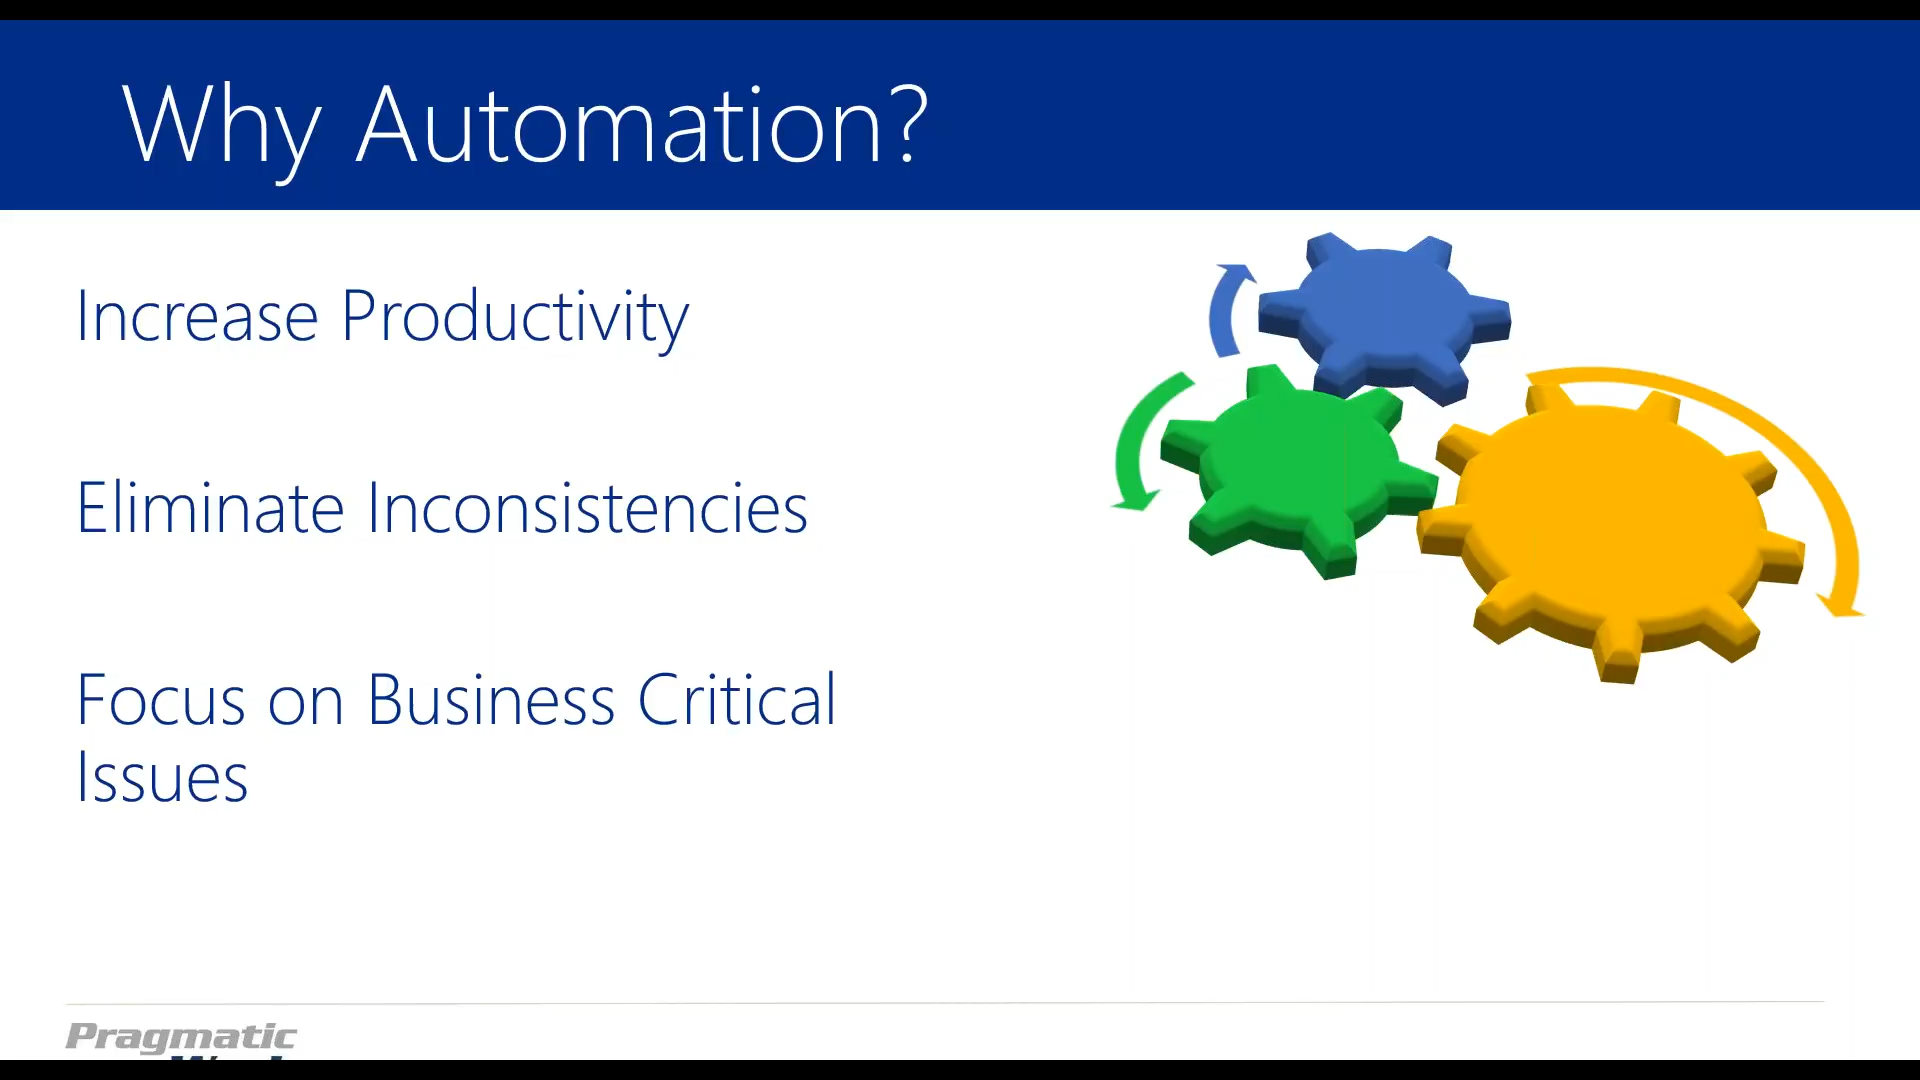 Why Automation?
Increase Productivity
Eliminate Inconsistencies
Focus on Business Critical
Issues
Pragmatic